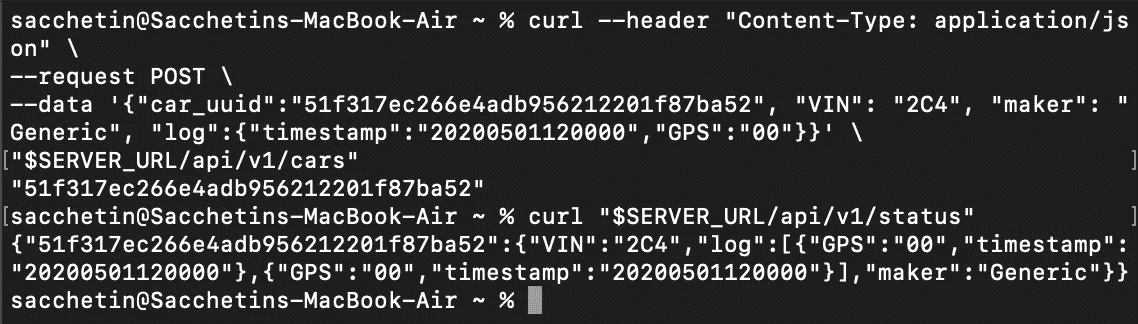 sacchetin@Sacchetins-MacBook-Air ~ % curl --header "Content-Type: application/js
on" \
--request POST \
--data '{"car_uuid":"51f317ec266e4adb956212201f87ba52", "VIN": "2C4", "maker": "
Generic", "log":{"timestamp":"20200501120000","GPS":"00"}}' \
["$SERVER_URL/api/v1/cars" ]
"51f317ec266e4adb956212201f87ba52"
[sacchetin@Sacchetins-MacBook-Air ~ % curl "$SERVER_URL/api/v1/status" ]
{"51f317ec266e4adb956212201f87ba52":{"VIN":"2C4","log":[{"GPS":"00","timestamp":
"20200501120000"},{"GPS":"00","timestamp":"20200501120000"}],"maker":"Generic"}}
sacchetin@Sacchetins-MacBook-Air ~ %